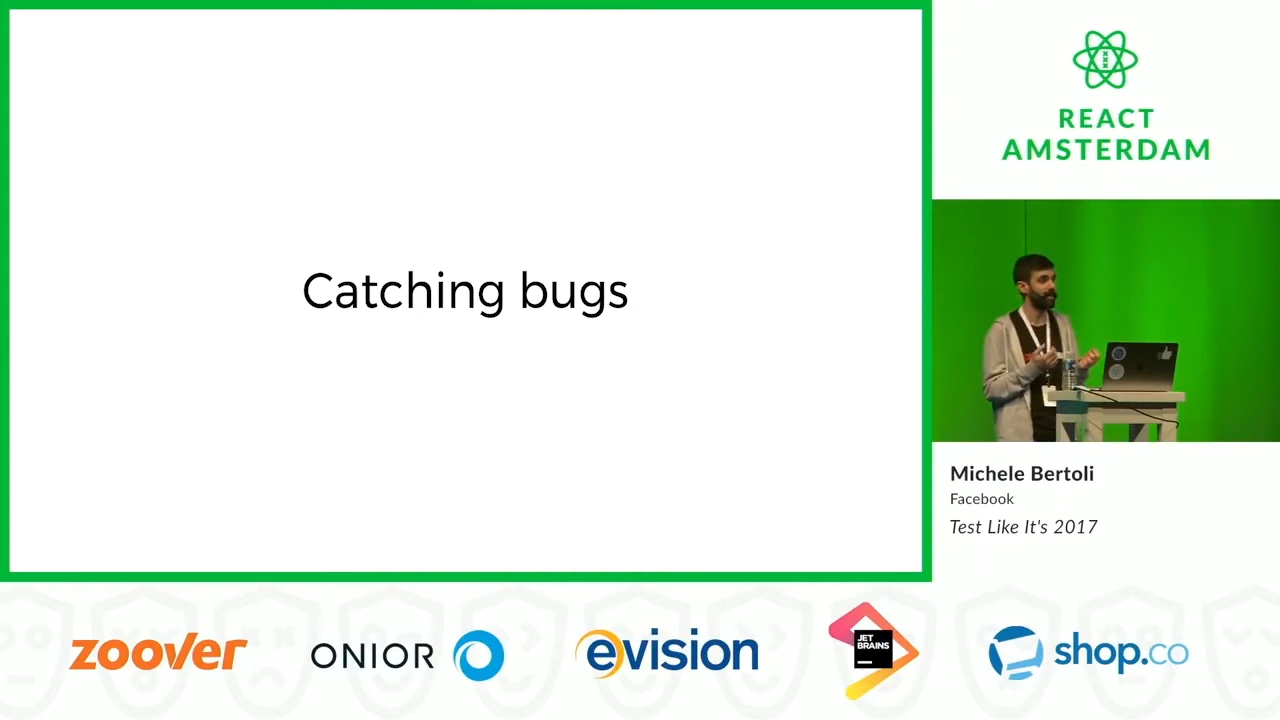 Catching bugs
REACT
AMSTERDAM
Michele Bertoli
Facebook
Test Like It's 2017
zoover
ONIOR
evision
JET
BRAINS
shop.co